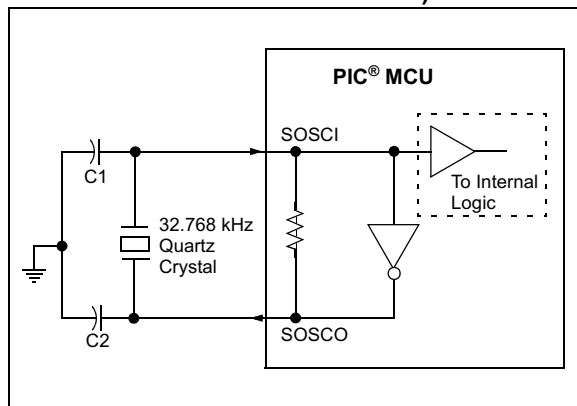 PIC® MCU
SOSCI
C1
To Internal
Logic
32.768 kHz
Quartz
Crystal
SOSCO
C2